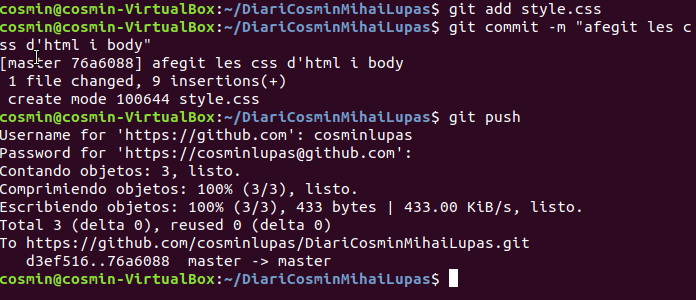 cosmin@cosmin-VirtualBox:~/DiariCosminMihaiLupas$ git add style.css
cosmin@cosmin-VirtualBox:~/DiariCosminMihaiLupas$ git commit -m "afegit les c
ss d'html i body"
[master 76a6088] afegit les css d'html i body
 1 file changed, 9 insertions(+)
 create mode 100644 style.css
cosmin@cosmin-VirtualBox:~/DiariCosminMihaiLupas$ git push
Username for 'https://github.com': cosminlupas
Password for 'https://cosminlupas@github.com':
Contando objetos: 3, listo.
Comprimiendo objetos: 100% (3/3), listo.
Escribiendo objetos: 100% (3/3), 433 bytes | 433.00 KiB/s, listo.
Total 3 (delta 0), reused 0 (delta 0)
To https://github.com/cosminlupas/DiariCosminMihaiLupas.git
   d3ef516..76a6088  master -> master
cosmin@cosmin-VirtualBox:~/DiariCosminMihaiLupas$